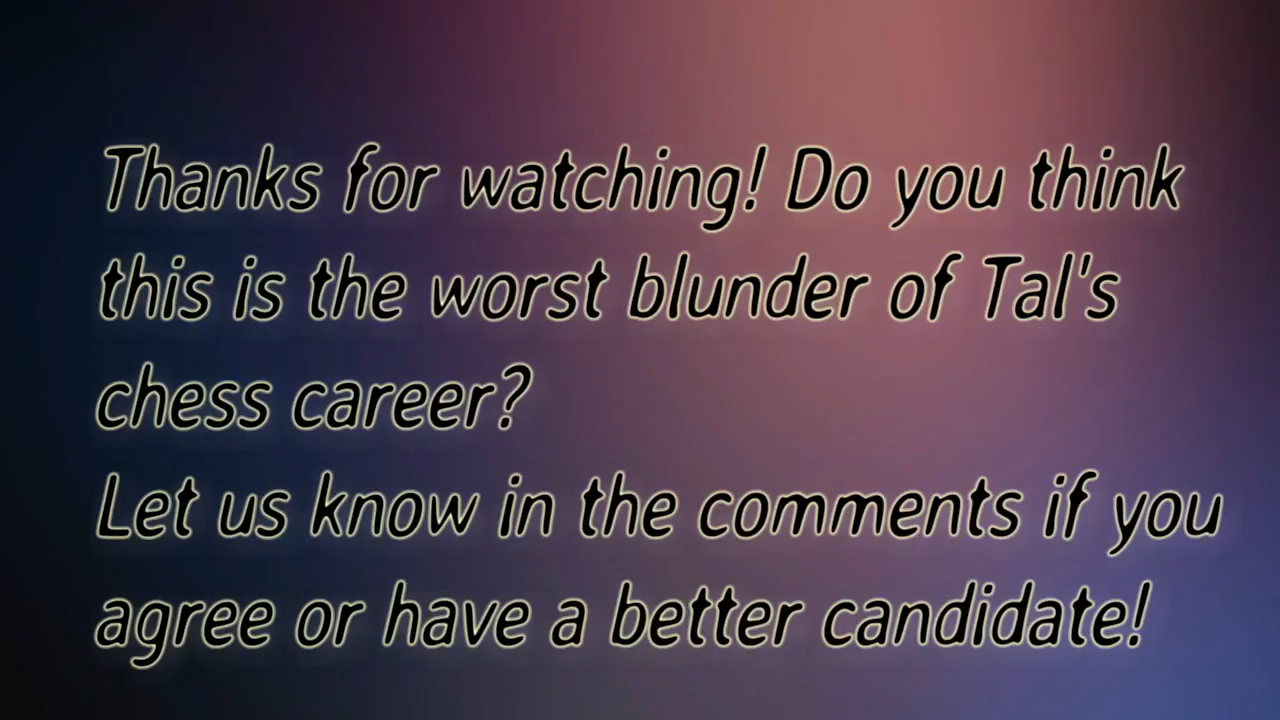 Thanks for watching! Do you think
this is the worst blunder of Tal's
chess career?
Let us know in the comments if you
agree or have a better candidate!